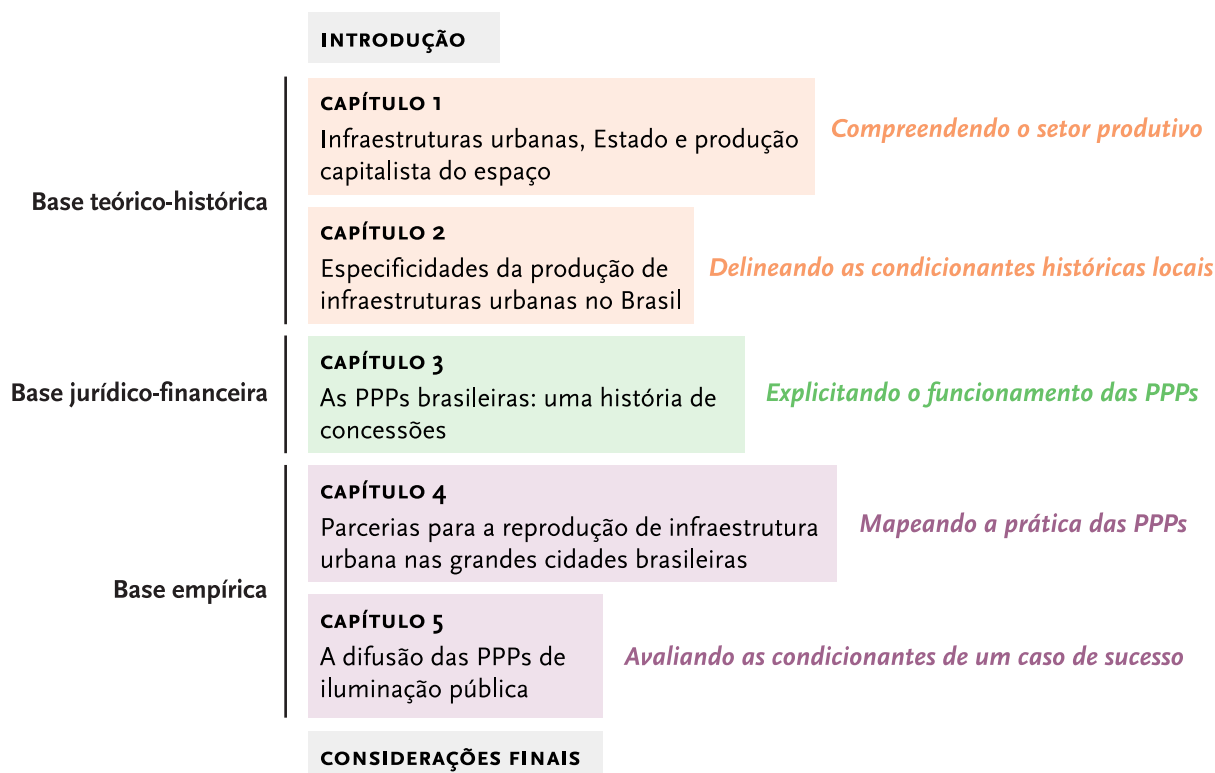 INTRODUÇÃO
Base teórico-histórica
CAPÍTULO 1
Infraestruturas urbanas, Estado e produção
capitalista do espaço
Compreendendo o setor produtivo
CAPÍTULO 2
Especificidades da produção de
infraestruturas urbanas no Brasil
Delineando as condicionantes históricas locais
Base jurídico-financeira
CAPÍTULO 3
As PPPs brasileiras: uma história de
concessões
Explicitando o funcionamento das PPPs
Base empírica
CAPÍTULO 4
Parcerias para a reprodução de infraestrutura
urbana nas grandes cidades brasileiras
Mapeando a prática das PPPs
CAPÍTULO 5
A difusão das PPPs de
iluminação pública
Avaliando as condicionantes de um caso de sucesso
CONSIDERAÇÕES FINAIS